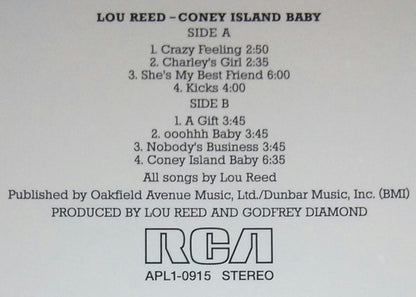 LOU REED – CONEY ISLAND BABY
SIDE A
1. Crazy Feeling 2:50
2. Charley's Girl 2:35
3. She's My Best Friend 6:00
4. Kicks 4:00
SIDE B
1. A Gift 3:45
2. ooohhh Baby 3:45
3. Nobody's Business 3:45
4. Coney Island Baby 6:35
All songs by Lou Reed
Published by Oakfield Avenue Music, Ltd./Dunbar Music, Inc. (BMI)
PRODUCED BY LOU REED AND GODFREY DIAMOND
RCA
APL1-0915 STEREO